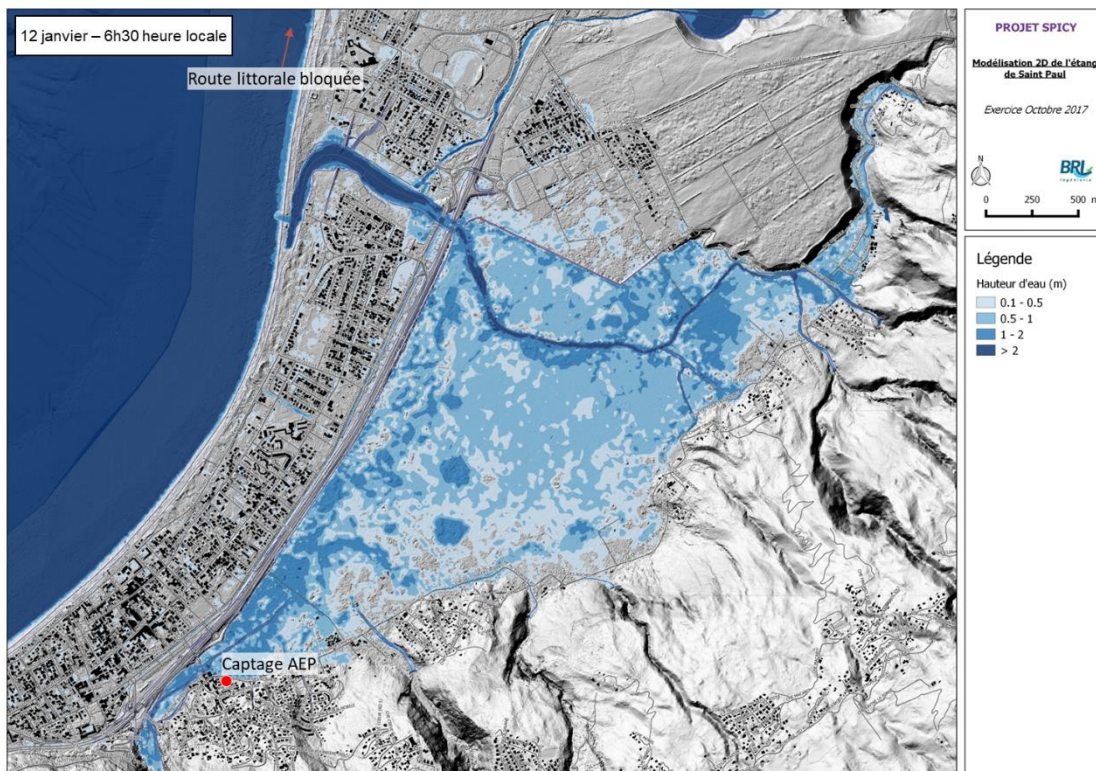 12 janvier – 6h30 heure locale
Route littorale bloquée
Captage AEP
PROJET SPICY
Modélisation 2D de l'étang
de Saint Paul
Exercice Octobre 2017
N
BRL
Ingénierie
0 250 500 m
Légende
Hauteur d'eau (m)
0.1 - 0.5
0.5 - 1
1 - 2
> 2